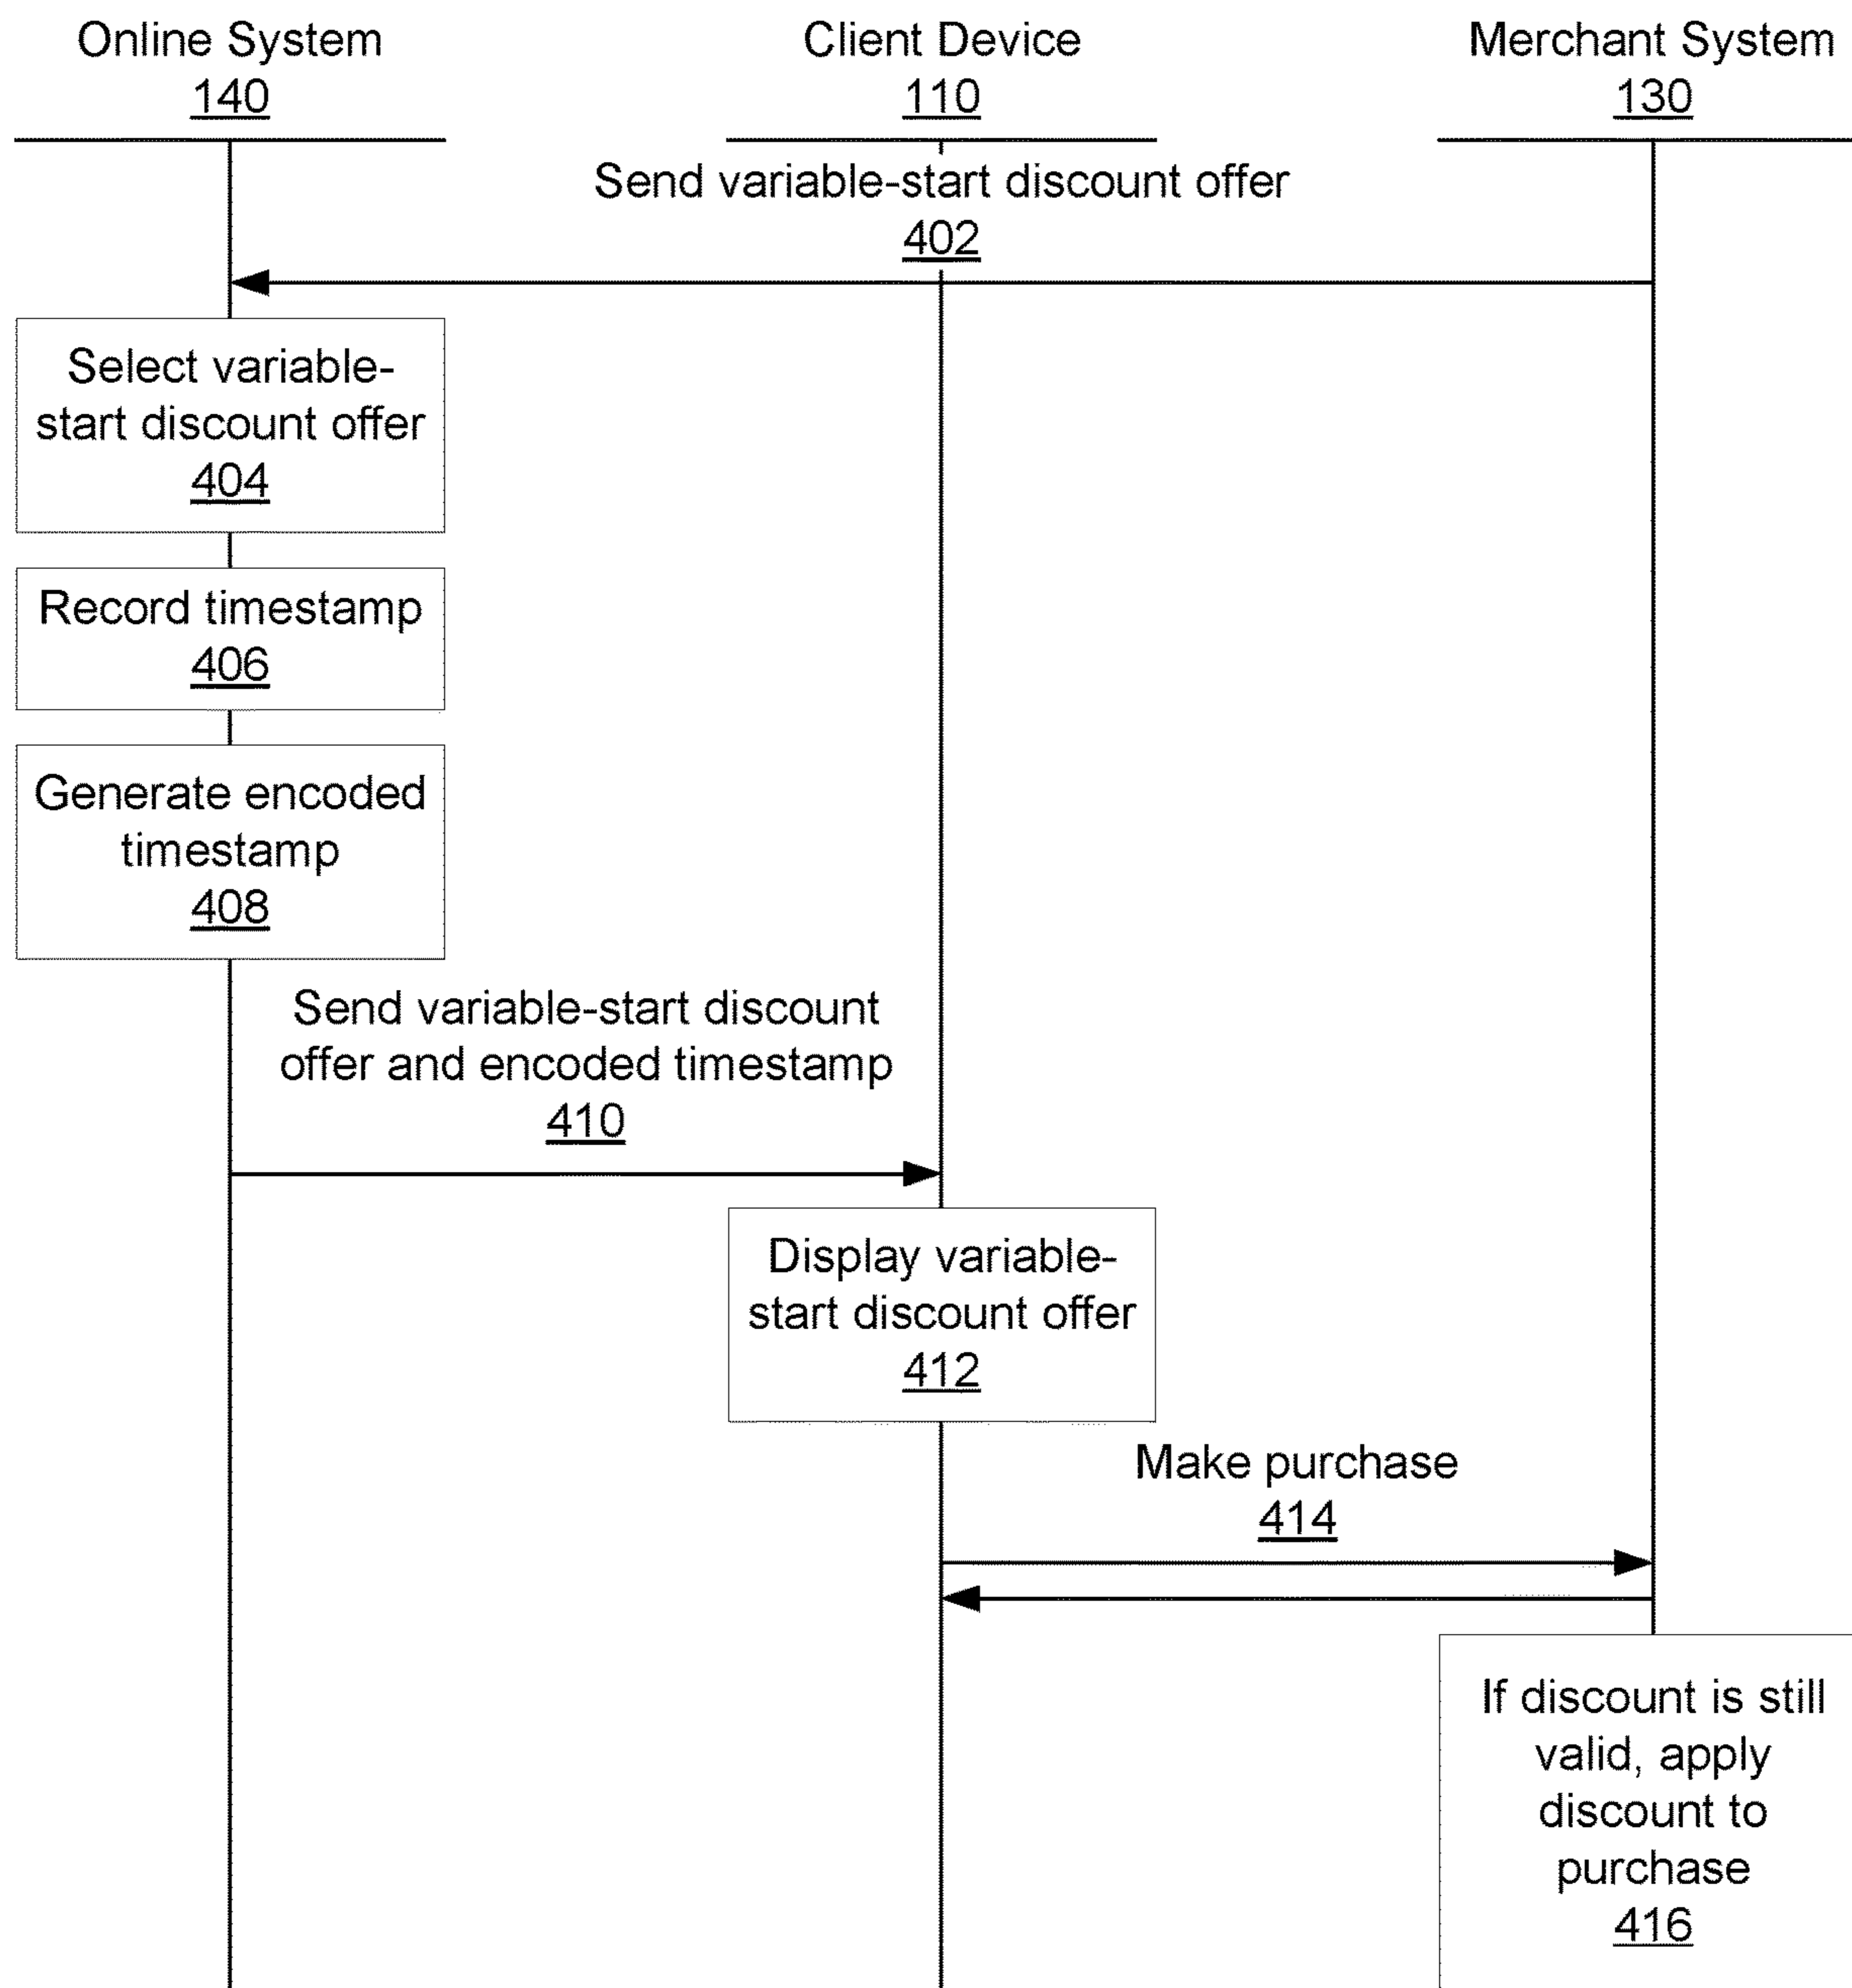 Online System
140
Client Device
110
Merchant System
130
Send variable-start discount offer
402
Select variable-
start discount offer
404
Record timestamp
406
Generate encoded
timestamp
408
Send variable-start discount
offer and encoded timestamp
410
Display variable-
start discount offer
412
Make purchase
414
If discount is still
valid, apply
discount to
purchase
416